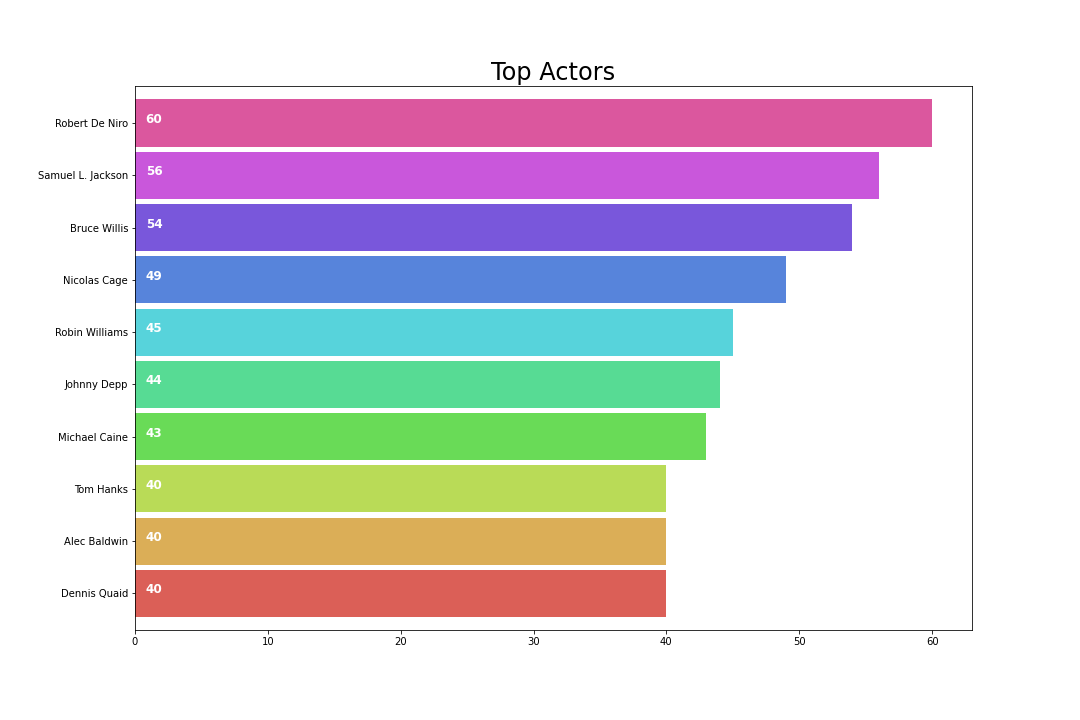 Top Actors
Robert De Niro 60
Samuel L. Jackson 56
Bruce Willis 54
Nicolas Cage 49
Robin Williams 45
Johnny Depp 44
Michael Caine 43
Tom Hanks 40
Alec Baldwin 40
Dennis Quaid 40
0 10 20 30 40 50 60